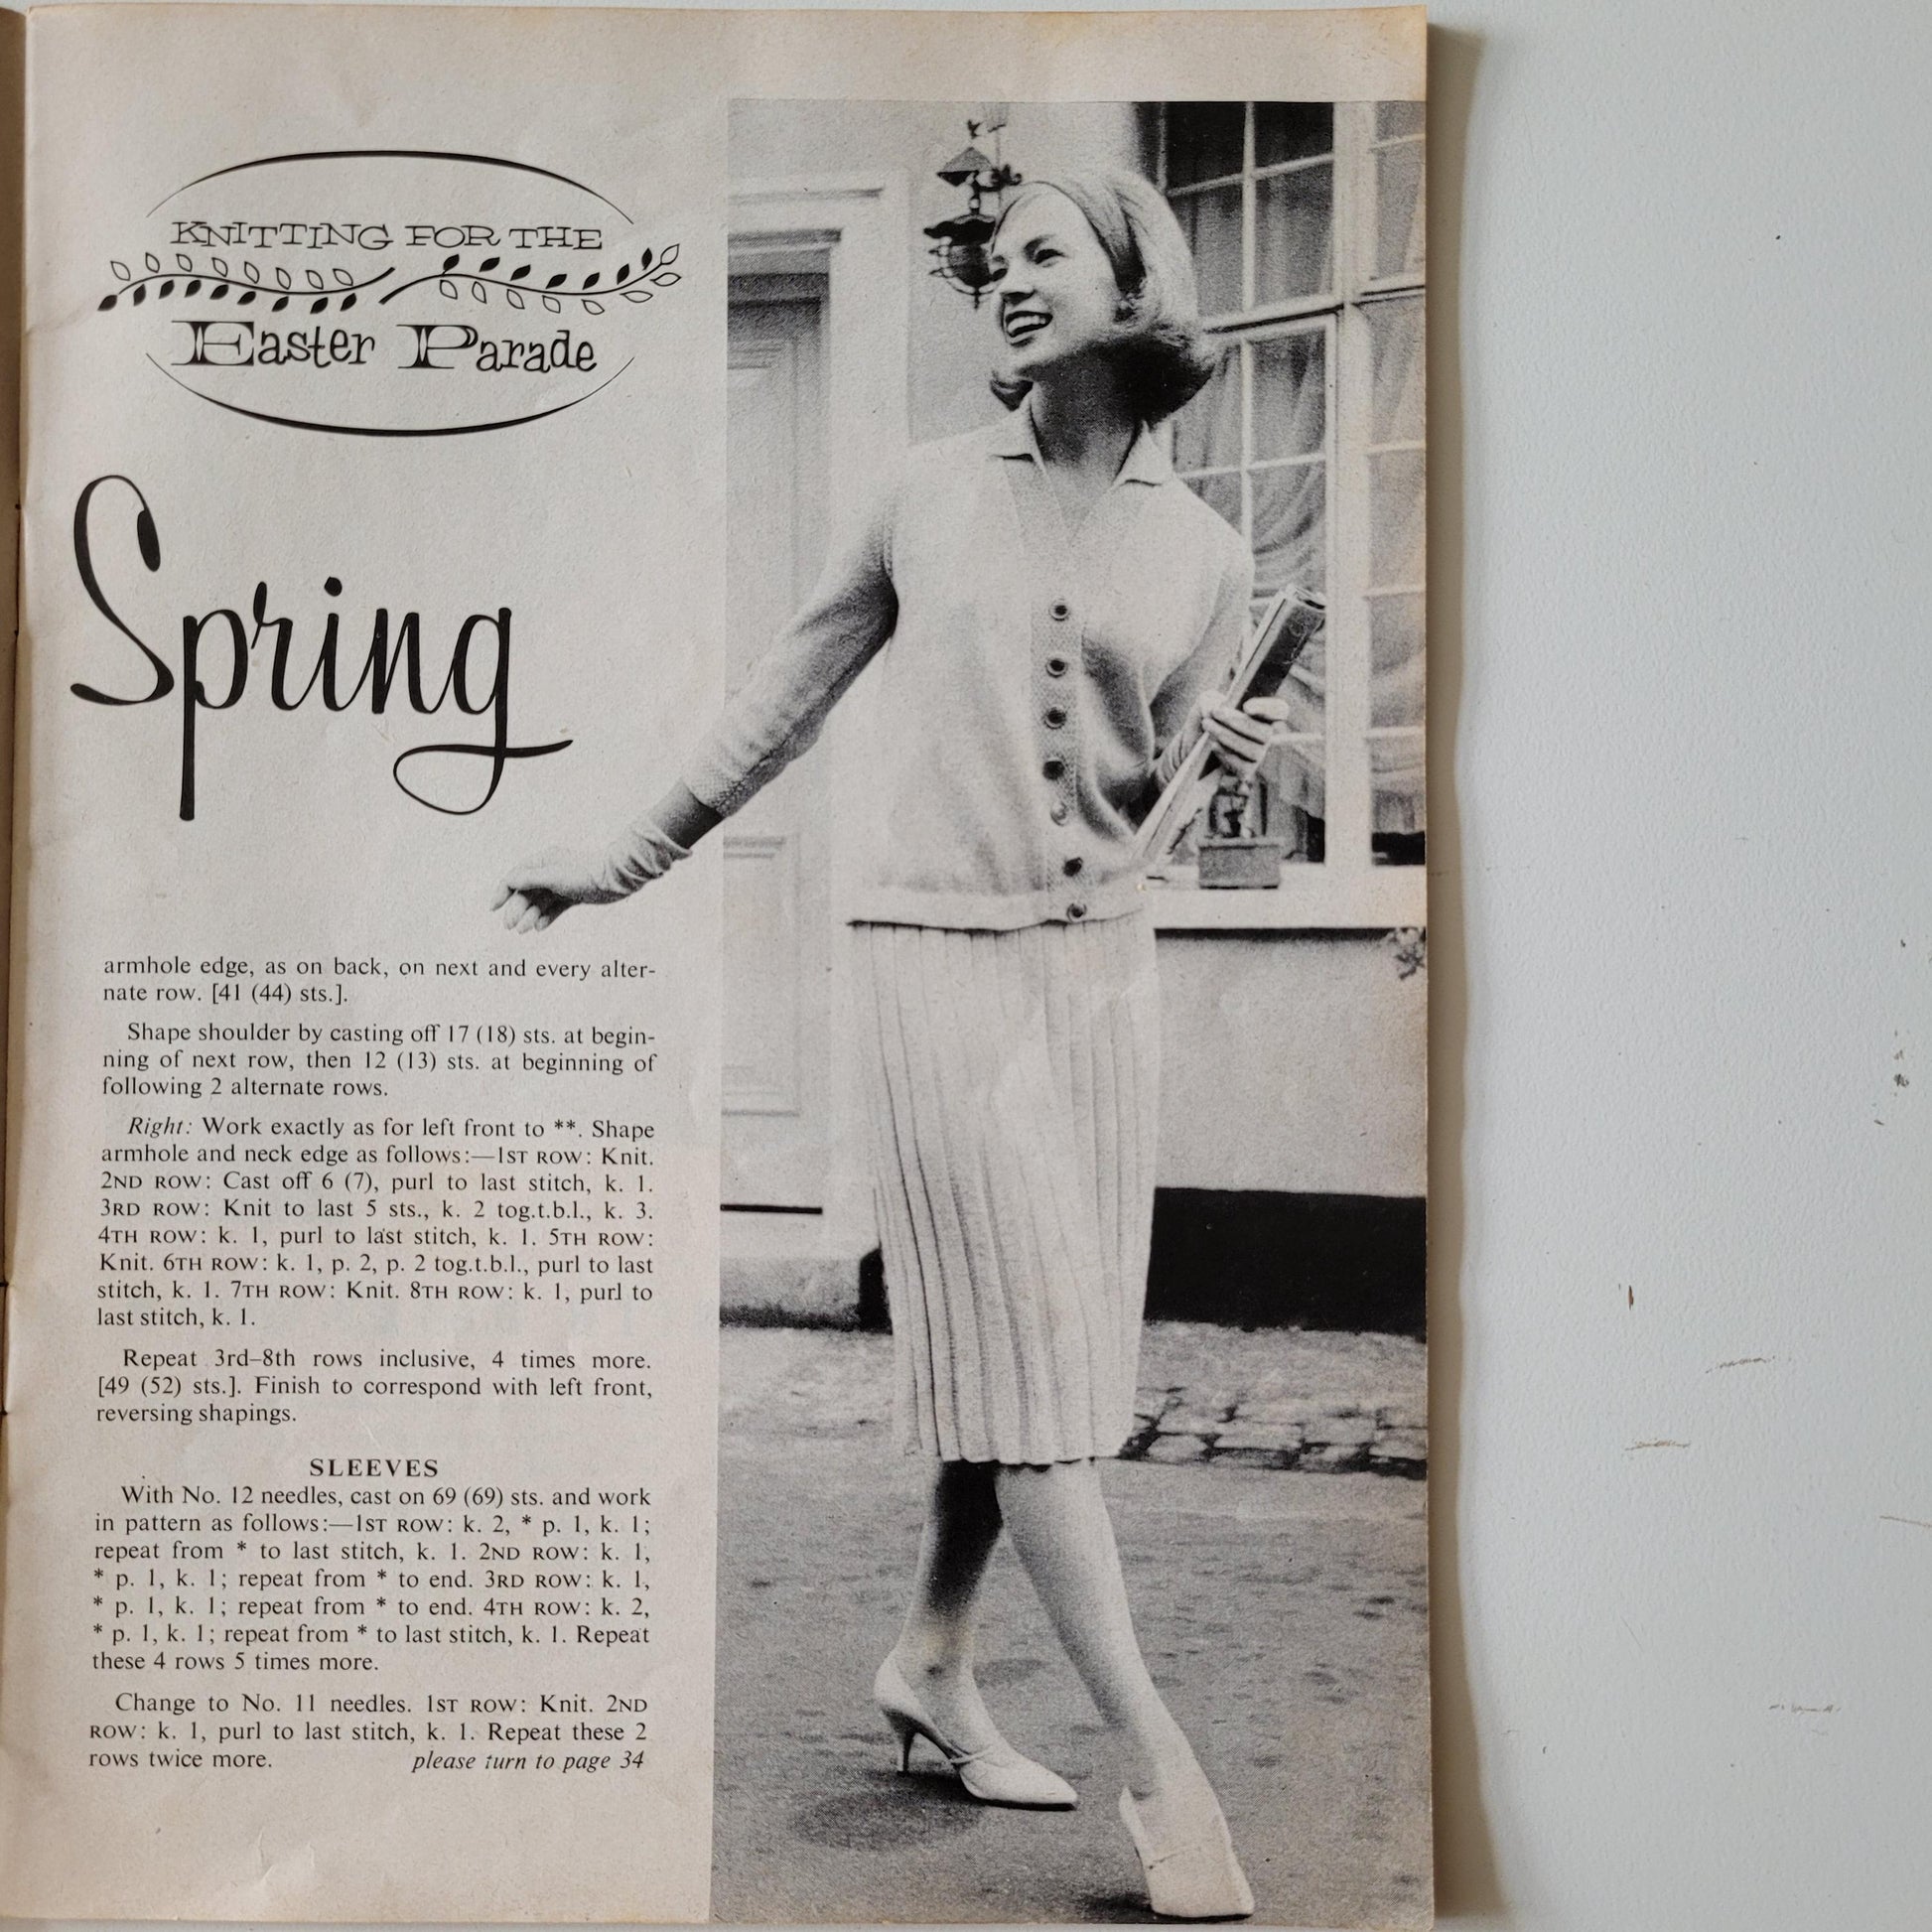 KNITTING FOR THE
Easter Parade
Spring
armhole edge, as on back, on next and every alter-
nate row. [41 (44) sts.].
Shape shoulder by casting off 17 (18) sts. at begin-
ning of next row, then 12 (13) sts. at beginning of
following 2 alternate rows.
Right: Work exactly as for left front to **. Shape
armhole and neck edge as follows:—1ST ROW: Knit.
2ND ROW: Cast off 6 (7), purl to last stitch, k. 1.
3RD ROW: Knit to last 5 sts., k. 2 tog.t.b.l., k. 3.
4TH ROW: k. 1, purl to last stitch, k. 1. 5TH ROW:
Knit. 6TH ROW: k. 1, p. 2, p. 2 tog.t.b.l., purl to last
stitch, k. 1. 7TH ROW: Knit. 8TH ROW: k. 1, purl to
last stitch, k. 1.
Repeat 3rd–8th rows inclusive, 4 times more.
[49 (52) sts.]. Finish to correspond with left front,
reversing shapings.
SLEEVES
With No. 12 needles, cast on 69 (69) sts. and work
in pattern as follows:—1ST ROW: k. 2, * p. 1, k. 1;
repeat from * to last stitch, k. 1. 2ND ROW: k. 1,
* p. 1, k. 1; repeat from * to end. 3RD ROW: k. 1,
* p. 1, k. 1; repeat from * to end. 4TH ROW: k. 2,
* p. 1, k. 1; repeat from * to last stitch, k. 1. Repeat
these 4 rows 5 times more.
Change to No. 11 needles. 1ST ROW: Knit. 2ND
ROW: k. 1, purl to last stitch, k. 1. Repeat these 2
rows twice more. please turn to page 34